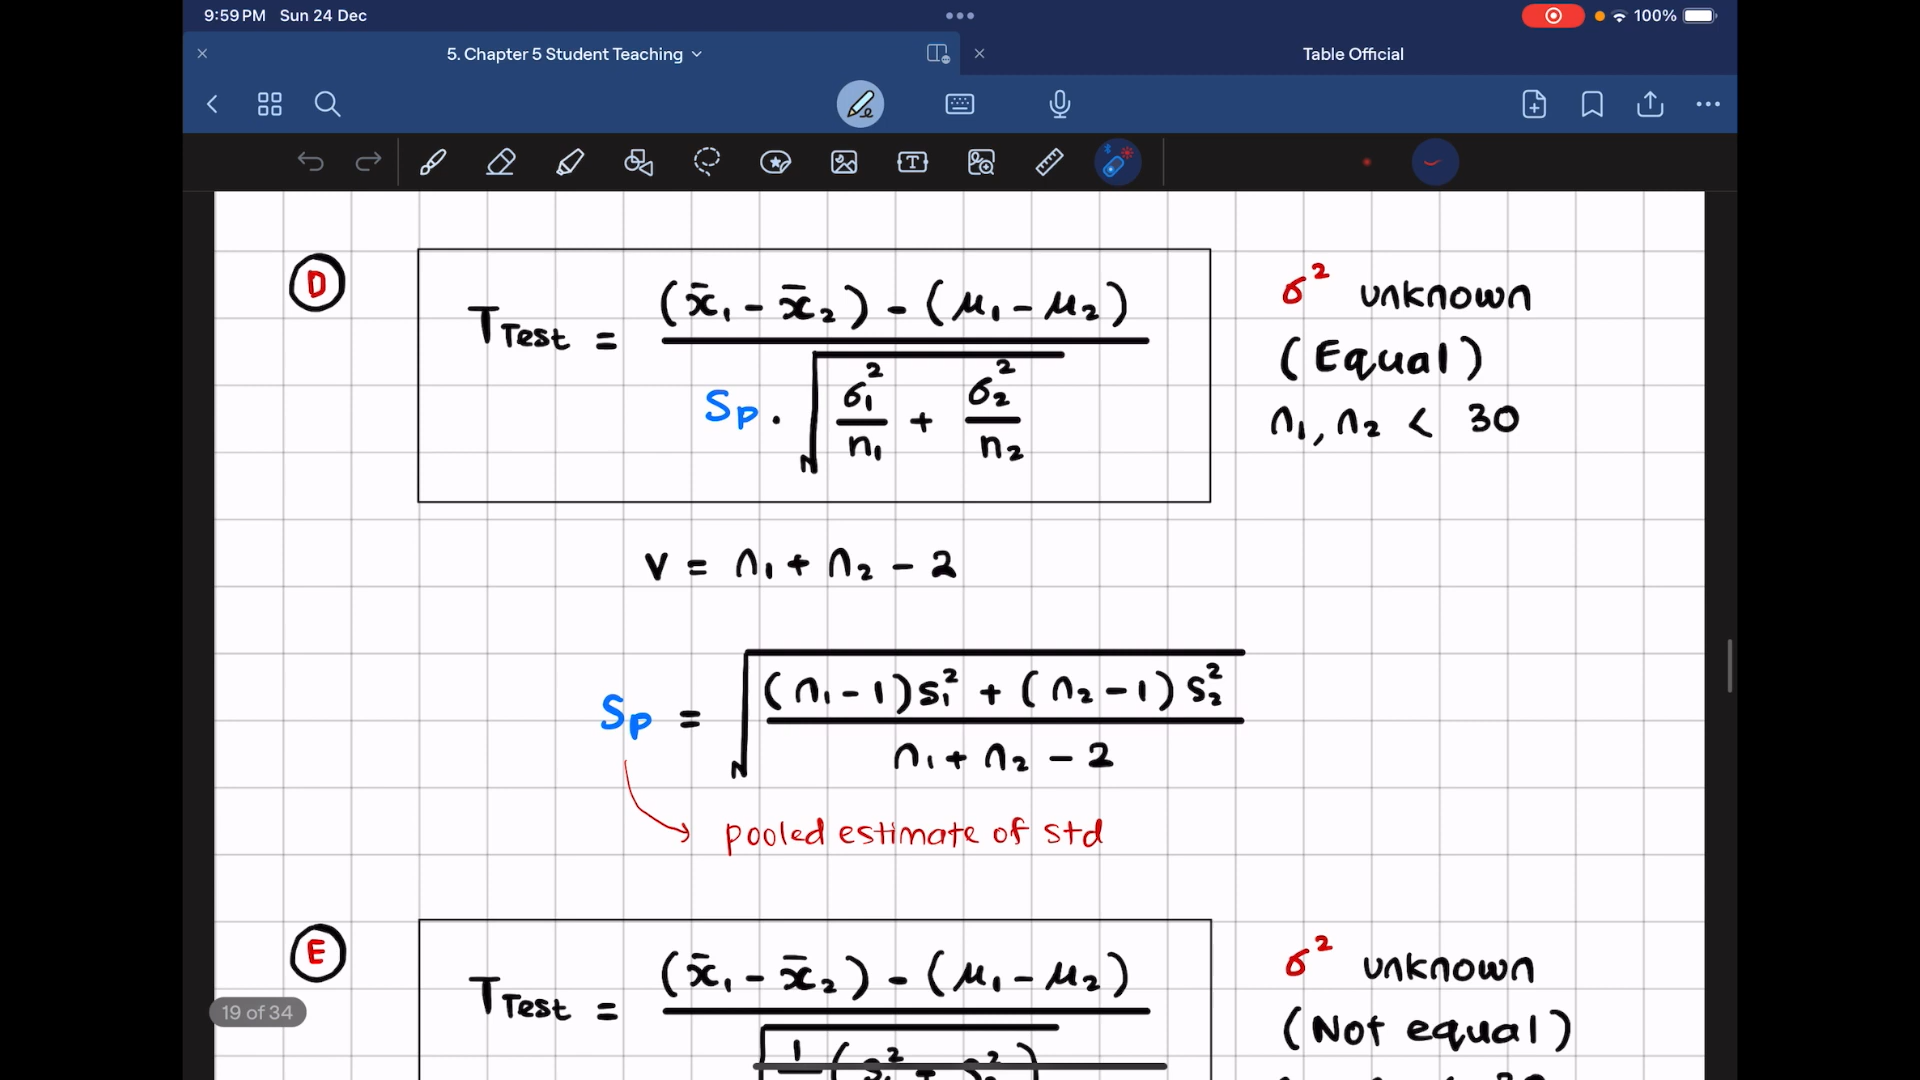 9:59 PM Sun 24 Dec
100%
5. Chapter 5 Student Teaching
Table Official
D
T_Test = ((x̄₁ - x̄₂) - (μ₁ - μ₂)) / (Sp · √(σ₁²/n₁ + σ₂²/n₂))
σ² unknown
(Equal)
n₁, n₂ < 30
v = n₁ + n₂ - 2
Sp = √(((n₁ - 1)s₁² + (n₂ - 1)s₂²) / (n₁ + n₂ - 2))
pooled estimate of std
E
T_Test = (x̄₁ - x̄₂) - (μ₁ - μ₂)
σ² unknown
(Not equal)
19 of 34